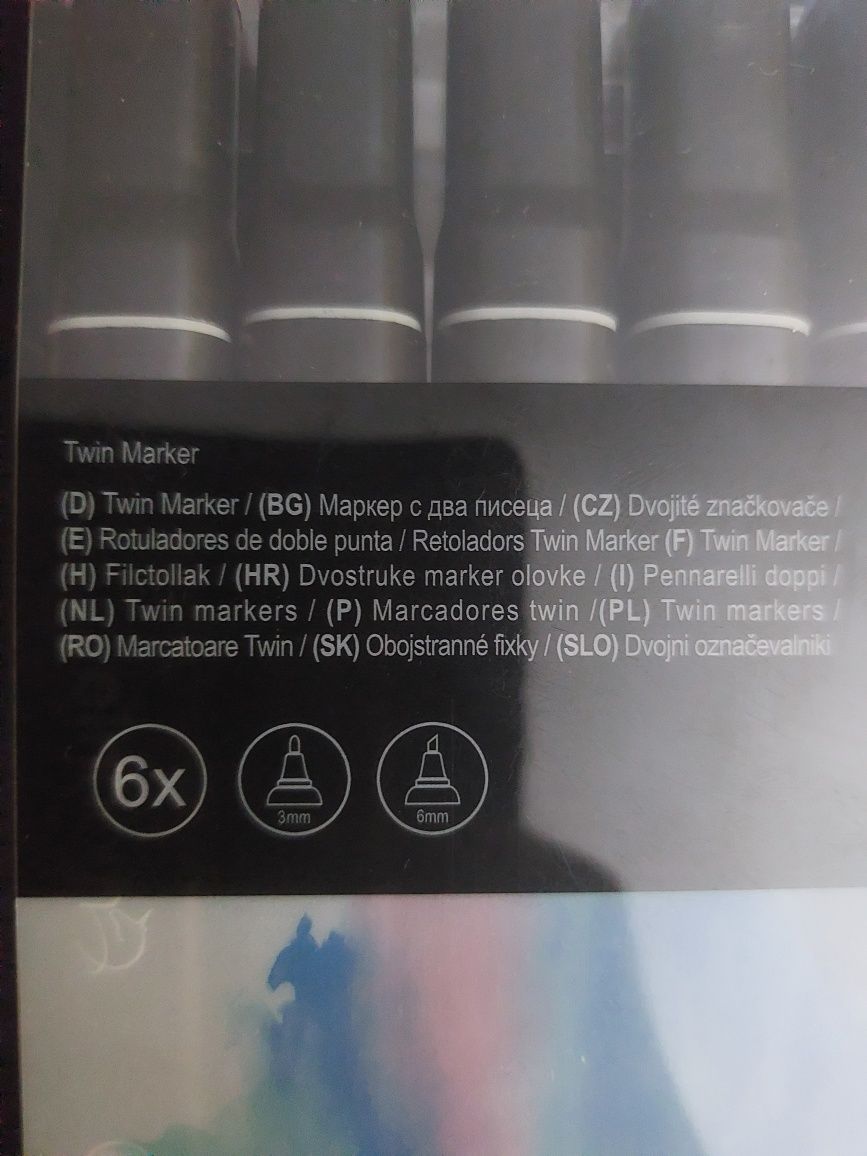 Twin Marker
(D) Twin Marker / (BG) Маркер с два писеца / (CZ) Dvojité značkovače /
(E) Rotuladores de doble punta / Retoladors Twin Marker (F) Twin Marker /
(H) Filctollak / (HR) Dvostruke marker olovke / (I) Pennarelli doppi /
(NL) Twin markers / (P) Marcadores twin /(PL) Twin markers /
(RO) Marcatoare Twin / (SK) Obojstranné fixky / (SLO) Dvojni označevalniki
6x
3mm
6mm